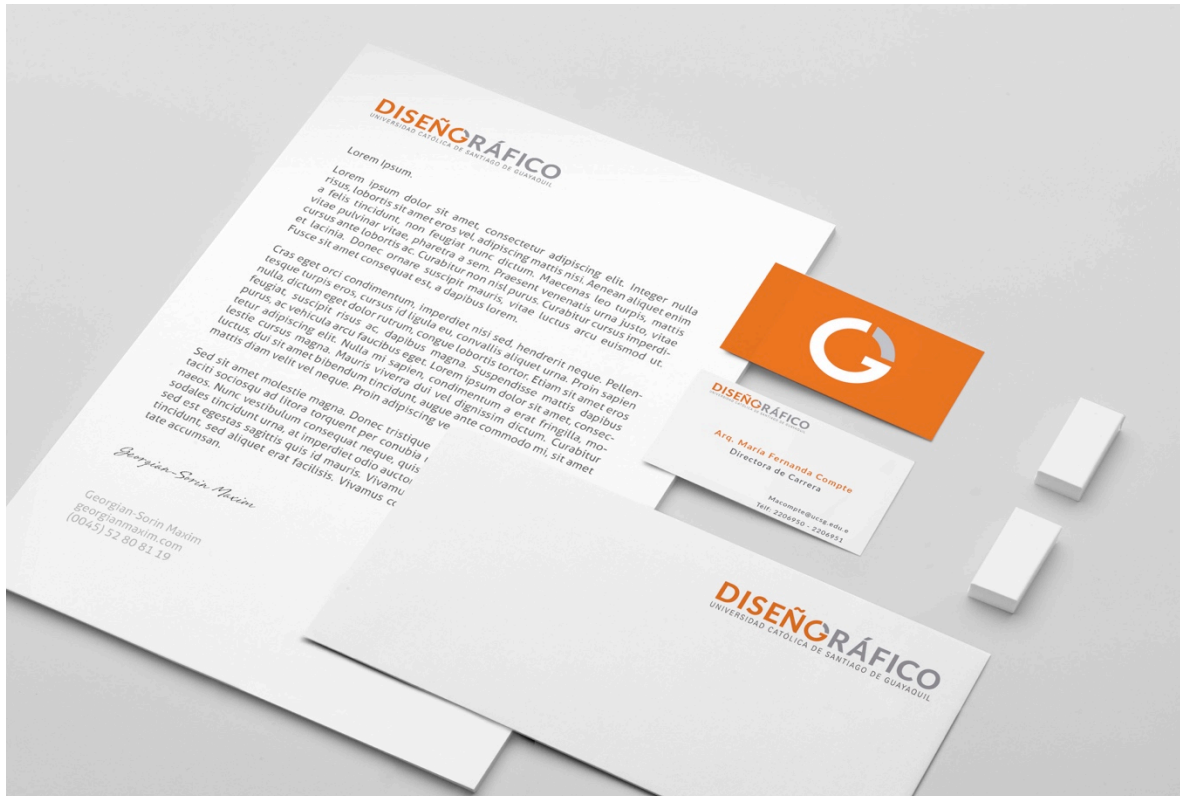 DISEÑGRÁFICO
UNIVERSIDAD CATÓLICA DE SANTIAGO DE GUAYAQUIL
Lorem Ipsum.
Lorem ipsum dolor sit amet, consectetur adipiscing elit. Integer nulla
risus, lobortis sit amet eros vel, adipiscing mattis nisi. Aenean aliquet enim
a felis tincidunt, non feugiat nunc dictum. Maecenas leo turpis, mattis
vitae pulvinar vitae, pharetra a sem. Praesent venenatis urna justo, vitae
cursus ante lobortis ac. Curabitur non nisl purus. Curabitur cursus imperdi-
et lacinia. Donec ornare suscipit mauris, vitae luctus arcu euismod ut.
Fusce sit amet consequat est, a dapibus lorem.
Cras eget orci condimentum, imperdiet nisi sed, hendrerit neque. Pellen-
tesque turpis eros, cursus id ligula eu, convallis aliquet urna. Proin sapien
nulla, dictum eget dolor rutrum, congue lobortis tortor. Etiam sit amet eros
feugiat, suscipit risus ac, dapibus magna. Suspendisse mattis dapibus
purus, ac vehicula arcu faucibus eget. Lorem ipsum dolor sit amet, consec-
tetur adipiscing elit. Nulla mi sapien, condimentum a erat fringilla, mo-
lestie cursus magna. Mauris viverra dui vel dignissim dictum. Curabitur
luctus, dui sit amet bibendum tincidunt, augue ante commodo mi, sit amet
mattis diam velit vel neque. Proin adipiscing ve
Sed sit amet molestie magna. Donec tristique
taciti sociosqu ad litora torquent per conubia
naeos. Nunc vestibulum consequat neque, quis
sodales tincidunt urna, at imperdiet odio auctor
sed est egestas sagittis quis id mauris. Vivamu
tincidunt, sed aliquet erat facilisis. Vivamus co
tate accumsan.
Georgian-Sorin Maxim
Georgian-Sorin Maxim
georgianmaxim.com
(0045) 52 80 81 19
G
DISEÑGRÁFICO
Arq. María Fernanda Compte
Directora de Carrera
Macompte@ucsg.edu.e
Telf: 2206950 - 2206951
DISEÑGRÁFICO
UNIVERSIDAD CATÓLICA DE SANTIAGO DE GUAYAQUIL